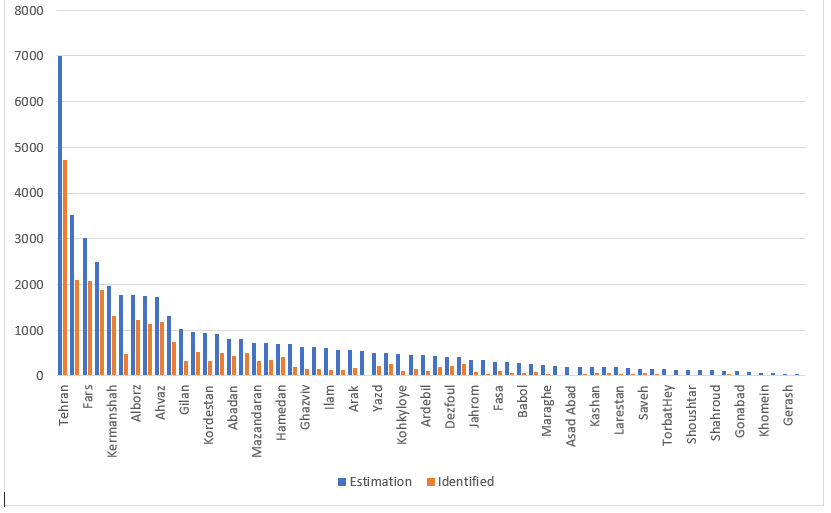 8000
7000
6000
5000
4000
3000
2000
1000
0
Tehran
Fars
Kermanshah
Alborz
Ahvaz
Gilan
Kordestan
Abadan
Mazandaran
Hamedan
Ghazviv
Ilam
Arak
Yazd
Kohkyloye
Ardebil
Dezfoul
Jahrom
Fasa
Babol
Maraghe
Asad Abad
Kashan
Larestan
Saveh
TorbatHey
Shoushtar
Shahroud
Gonabad
Khomein
Gerash
Estimation Identified